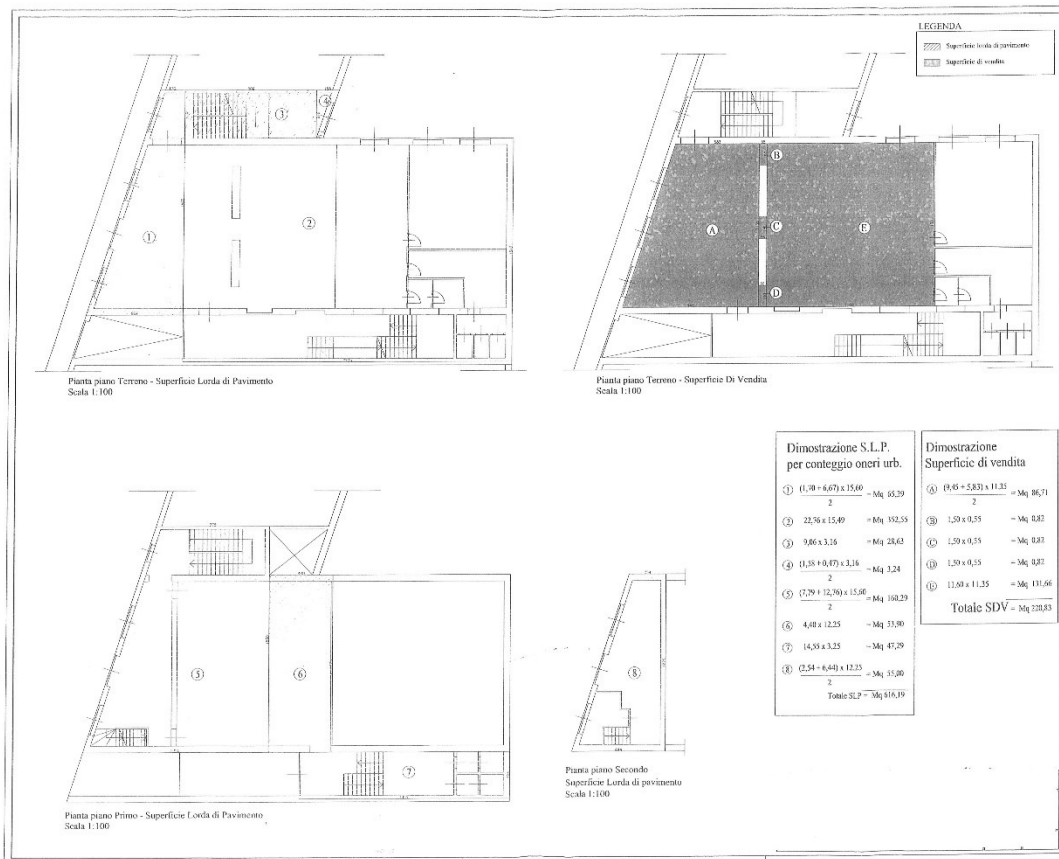 LEGENDA
Superficie lorda di pavimento
Superficie di vendita
1
2
3
4
Pianta piano Terreno - Superficie Lorda di Pavimento
Scala 1:100
A
B
C
D
E
Pianta piano Terreno - Superficie Di Vendita
Scala 1:100
5
6
7
Pianta piano Primo - Superficie Lorda di Pavimento
Scala 1:100
8
Pianta piano Secondo
Superficie Lorda di pavimento
Scala 1:100
Dimostrazione S.L.P.
per conteggio oneri urb.
1 (1,70 + 6,67) x 15,60 / 2 = Mq 65,29
2 22,76 x 15,49 = Mq 352,55
3 9,06 x 3,16 = Mq 28,63
4 (1,58 + 0,47) x 3,16 / 2 = Mq 3,24
5 (7,79 + 12,76) x 15,60 / 2 = Mq 160,29
6 4,40 x 12,25 = Mq 53,90
7 14,55 x 3,25 = Mq 47,29
8 (2,54 + 6,44) x 12,25 / 2 = Mq 55,00
Totale SLP = Mq 616,19
Dimostrazione
Superficie di vendita
A (9,45 + 5,83) x 11,35 / 2 = Mq 86,71
B 1,50 x 0,55 = Mq 0,82
C 1,50 x 0,55 = Mq 0,82
D 1,50 x 0,55 = Mq 0,82
E 11,60 x 11,35 = Mq 131,66
Totale SDV = Mq 220,83